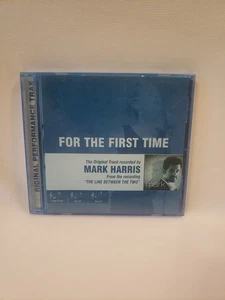 ORIGINAL PERFORMANCE TRAX
FOR THE FIRST TIME
The Original Track recorded by
MARK HARRIS
From the recording
"THE LINE BETWEEN THE TWO"